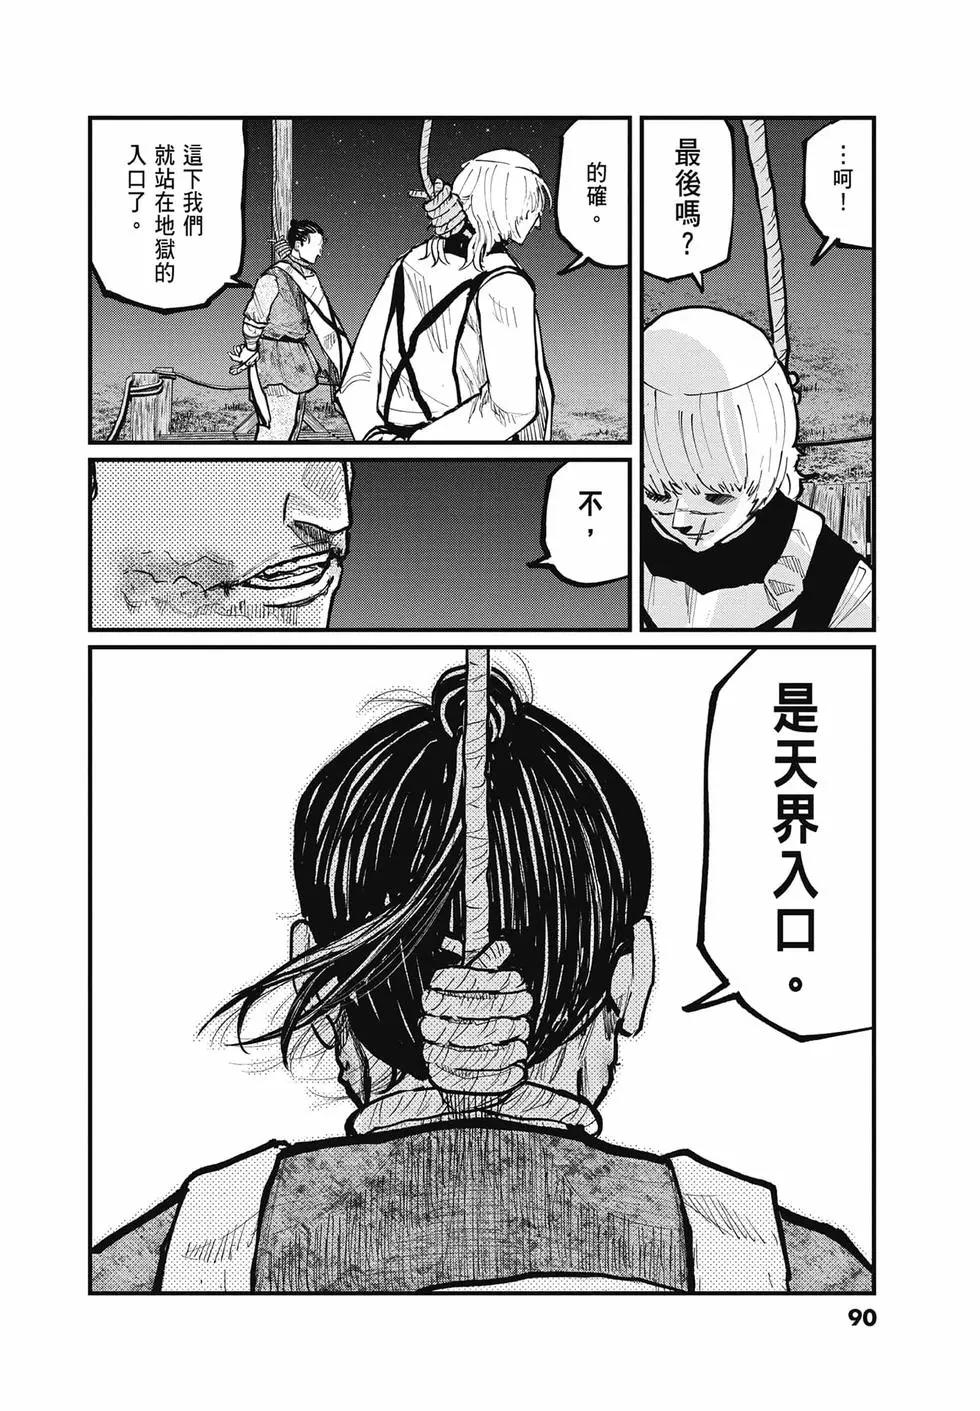 …呵！
最後嗎？
的確。
這下我們
就站在地獄的
入口了。
不，
是天界入口。
90